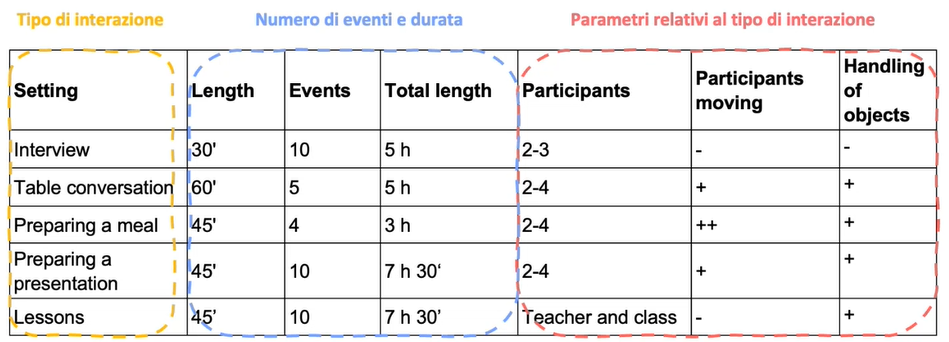 Tipo di interazione Numero di eventi e durata Parametri relativi al tipo di interazione
Setting Length Events Total length Participants Participants moving Handling of objects
Interview 30' 10 5 h 2-3 - -
Table conversation 60' 5 5 h 2-4 + +
Preparing a meal 45' 4 3 h 2-4 ++ +
Preparing a presentation 45' 10 7 h 30‘ 2-4 + +
Lessons 45’ 10 7 h 30’ Teacher and class - +